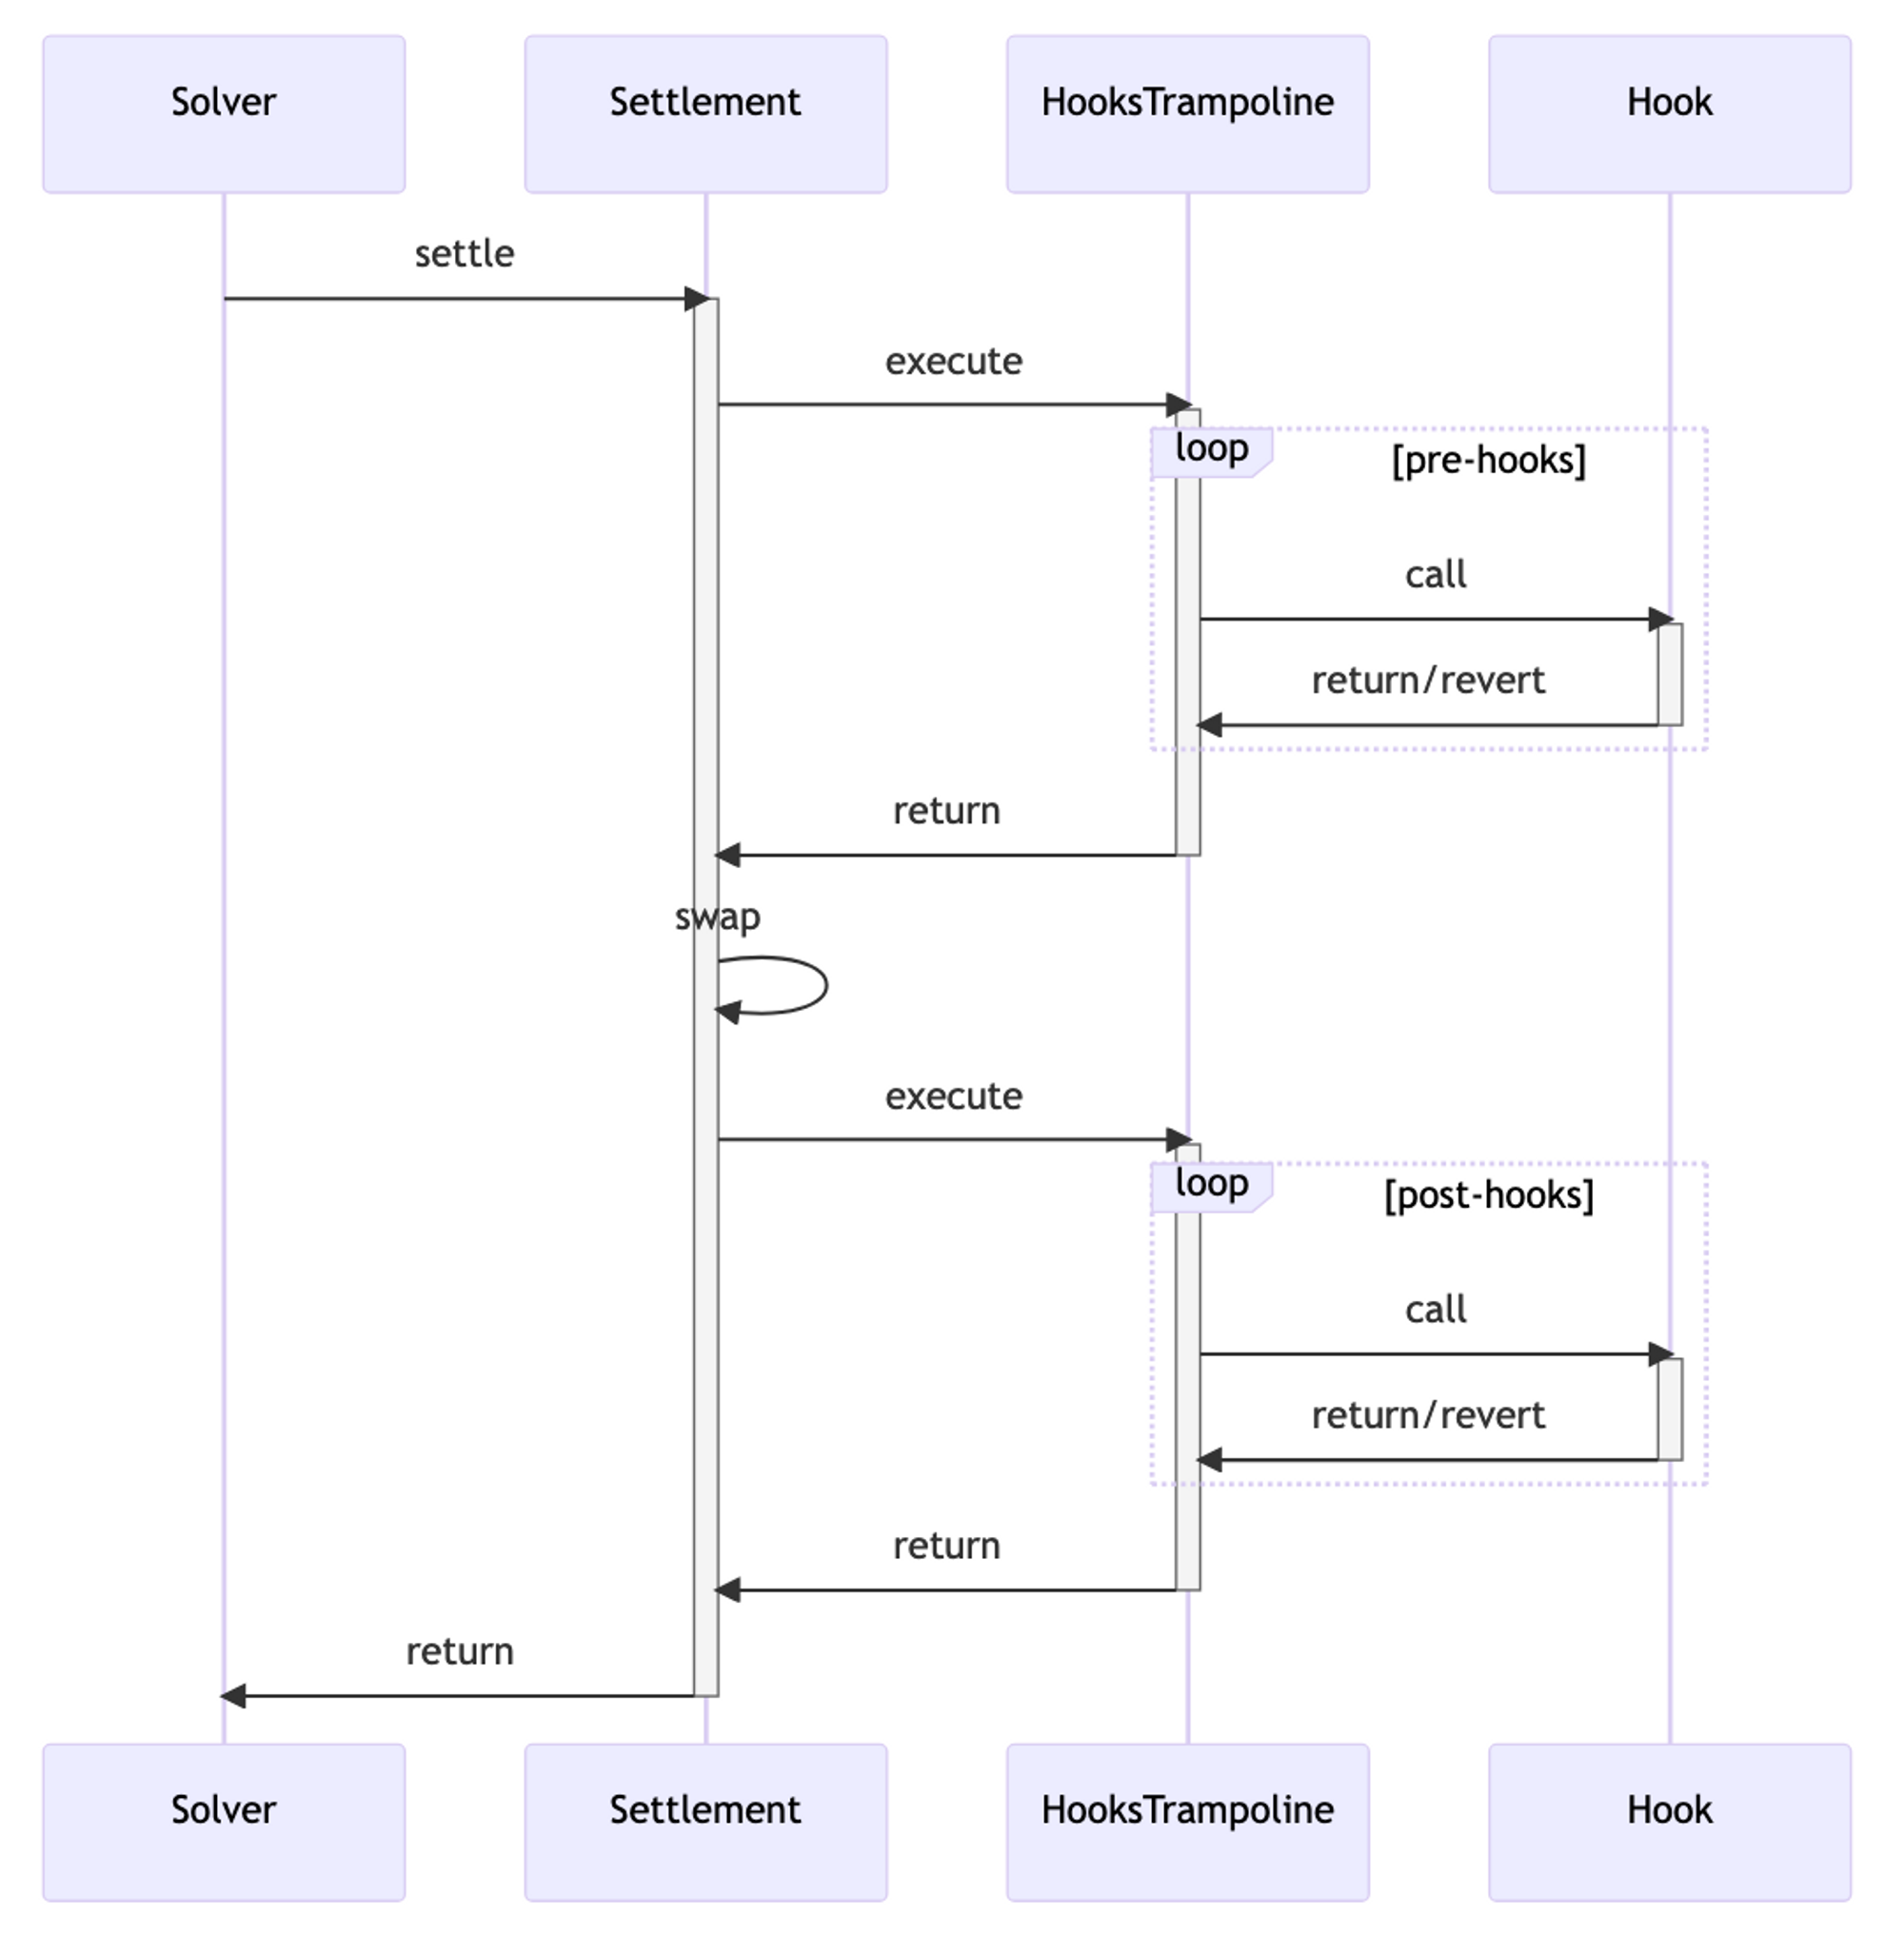 Solver
Settlement
HooksTrampoline
Hook
settle
execute
loop
[pre-hooks]
call
return/revert
return
swap
execute
loop
[post-hooks]
call
return/revert
return
return
Solver
Settlement
HooksTrampoline
Hook